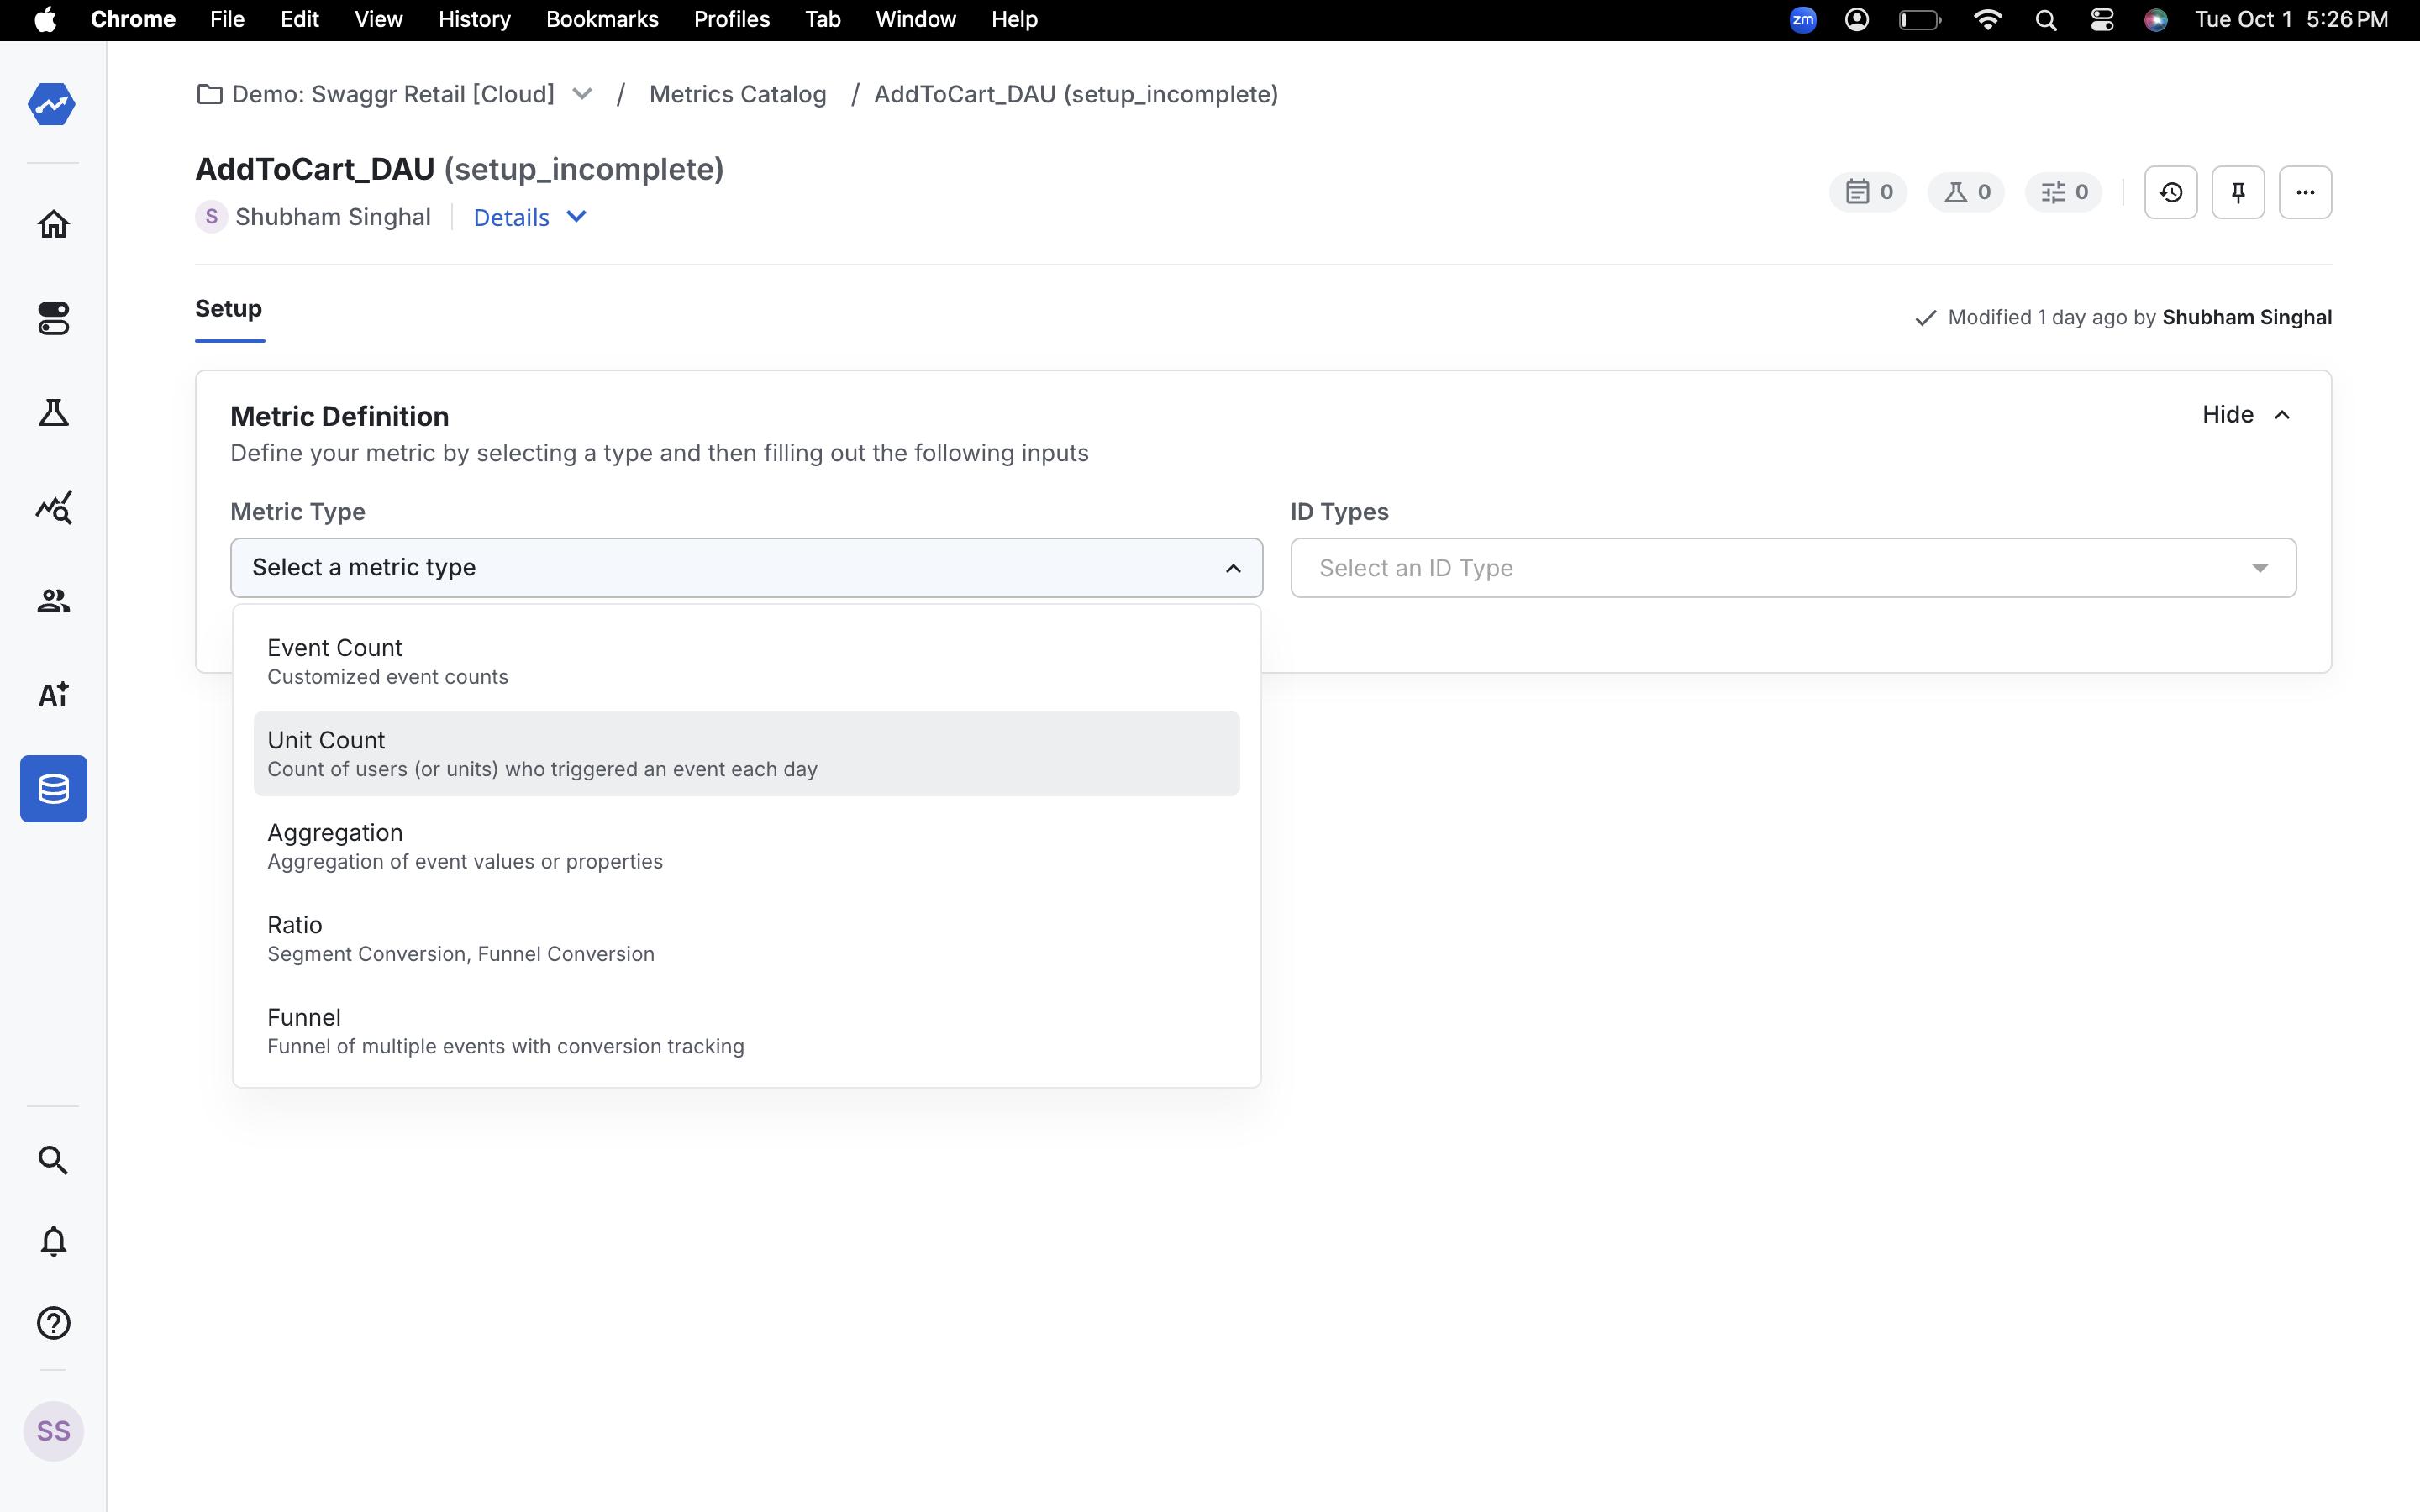 Chrome File Edit View History Bookmarks Profiles Tab Window Help zm Tue Oct 1 5:26 PM
Demo: Swaggr Retail [Cloud] / Metrics Catalog / AddToCart_DAU (setup_incomplete)
AddToCart_DAU (setup_incomplete)
0 0 0
S Shubham Singhal Details
Setup
Modified 1 day ago by Shubham Singhal
Metric Definition
Hide
Define your metric by selecting a type and then filling out the following inputs
Metric Type ID Types
Select a metric type Select an ID Type
Event Count
Customized event counts
Unit Count
Count of users (or units) who triggered an event each day
Aggregation
Aggregation of event values or properties
Ratio
Segment Conversion, Funnel Conversion
Funnel
Funnel of multiple events with conversion tracking
Ai
SS